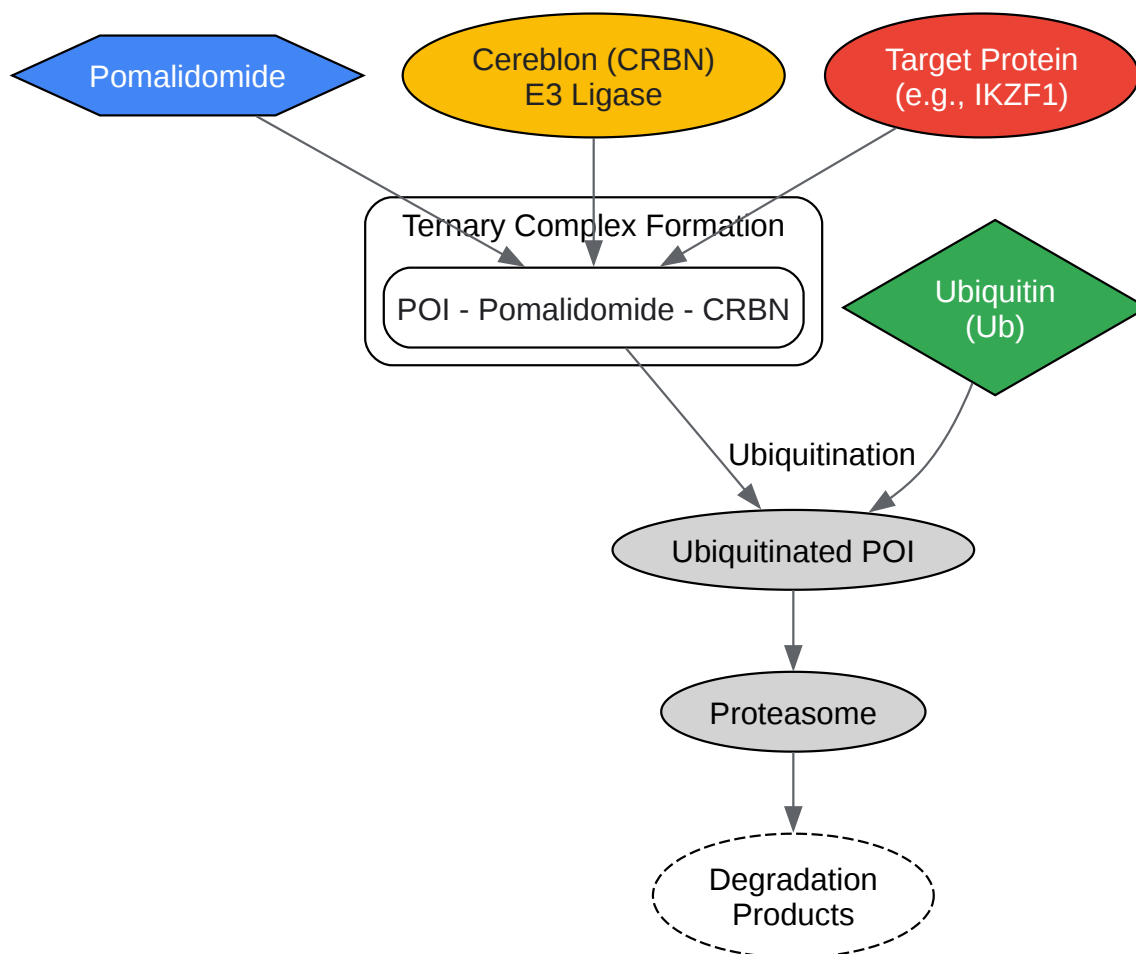 Pomalidomide
Cereblon (CRBN)
E3 Ligase
Target Protein
(e.g., IKZF1)
Ternary Complex Formation
POI - Pomalidomide - CRBN
Ubiquitin
(Ub)
Ubiquitination
Ubiquitinated POI
Proteasome
Degradation
Products